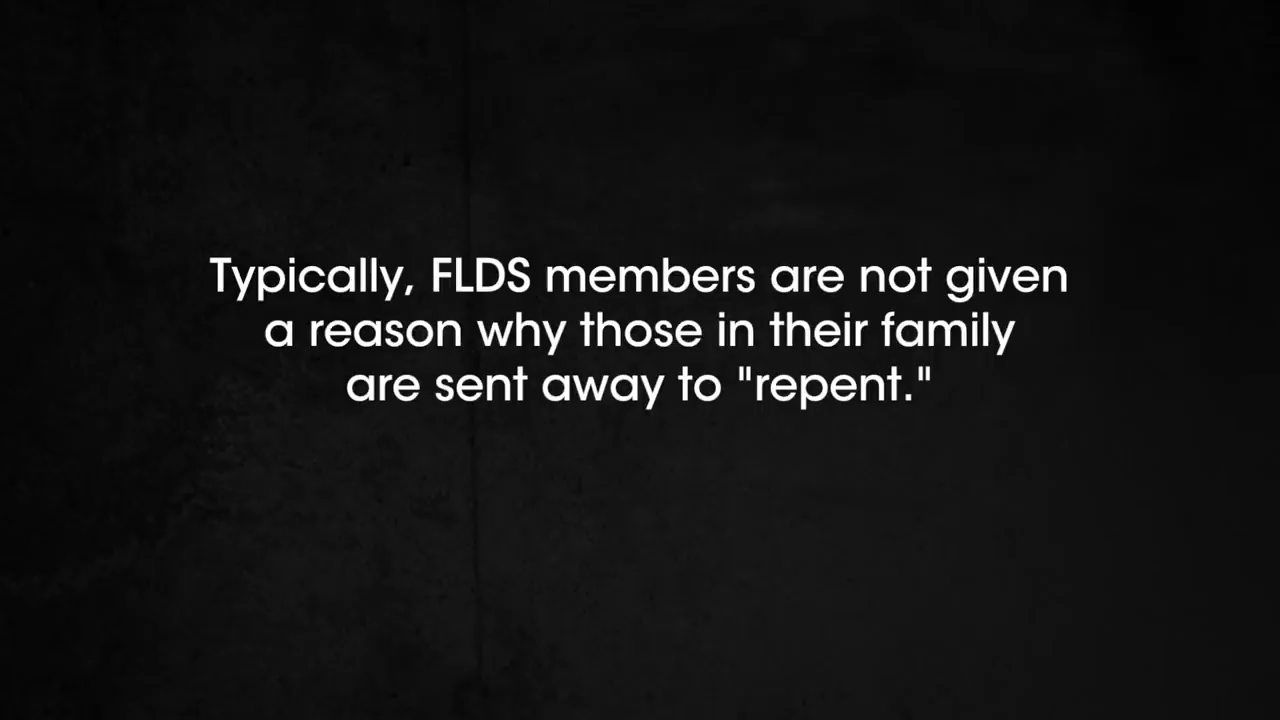 Typically, FLDS members are not given
a reason why those in their family
are sent away to "repent."